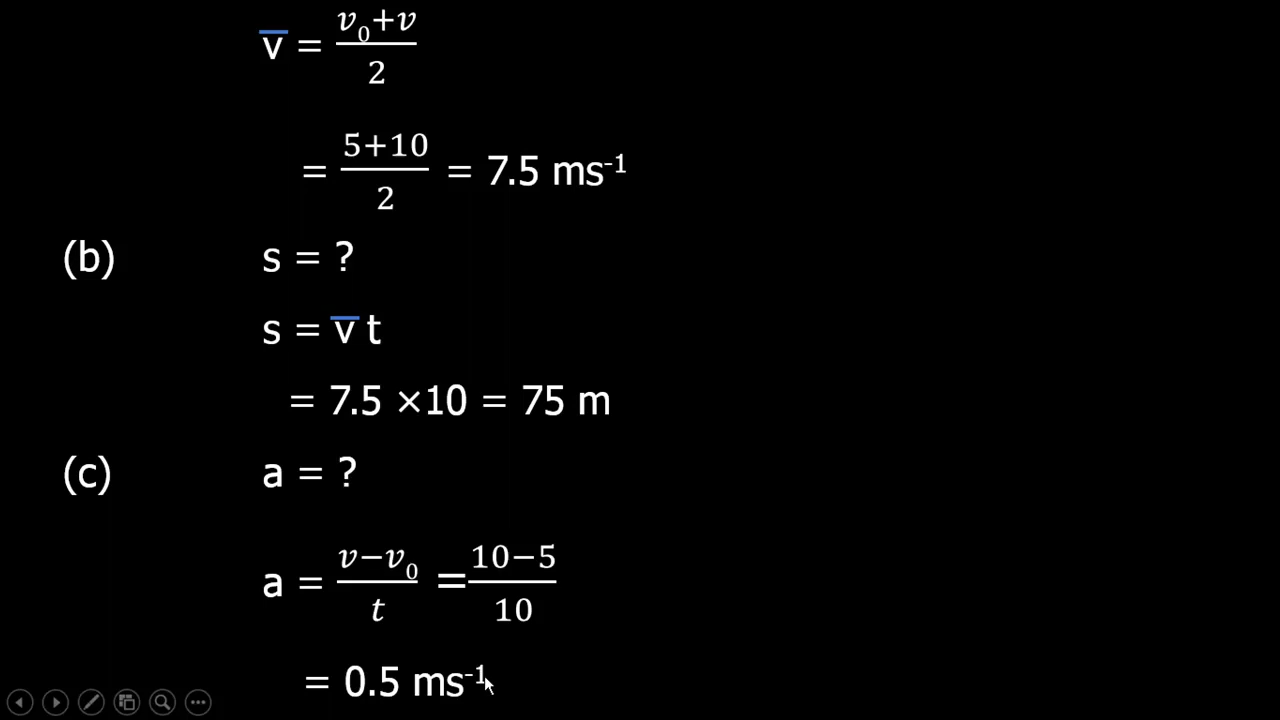 v̅ = (v₀+v)/2
= (5+10)/2 = 7.5 ms⁻¹
(b) s = ?
s = v̅ t
= 7.5 ×10 = 75 m
(c) a = ?
a = (v−v₀)/t = (10−5)/10
= 0.5 ms⁻¹